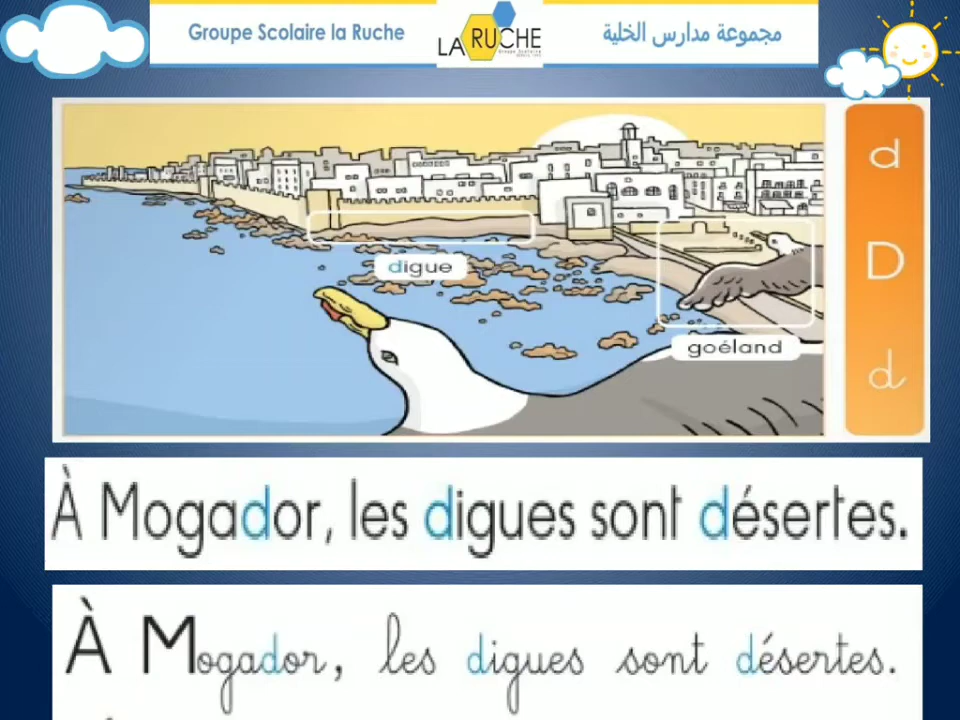 Groupe Scolaire la Ruche
LA RUCHE
مجموعة مدارس الخلية
d
D
d
digue
goéland
À Mogador, les digues sont désertes.
À Mogador, les digues sont désertes.